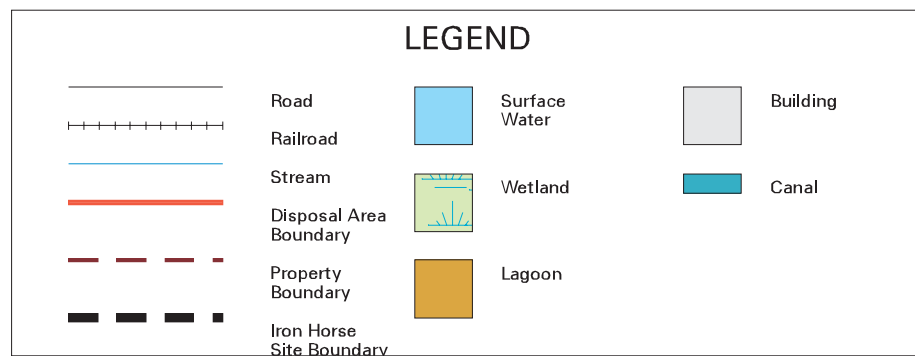 LEGEND
Road
Railroad
Stream
Disposal Area
Boundary
Property
Boundary
Iron Horse
Site Boundary
Surface
Water
Wetland
Lagoon
Building
Canal